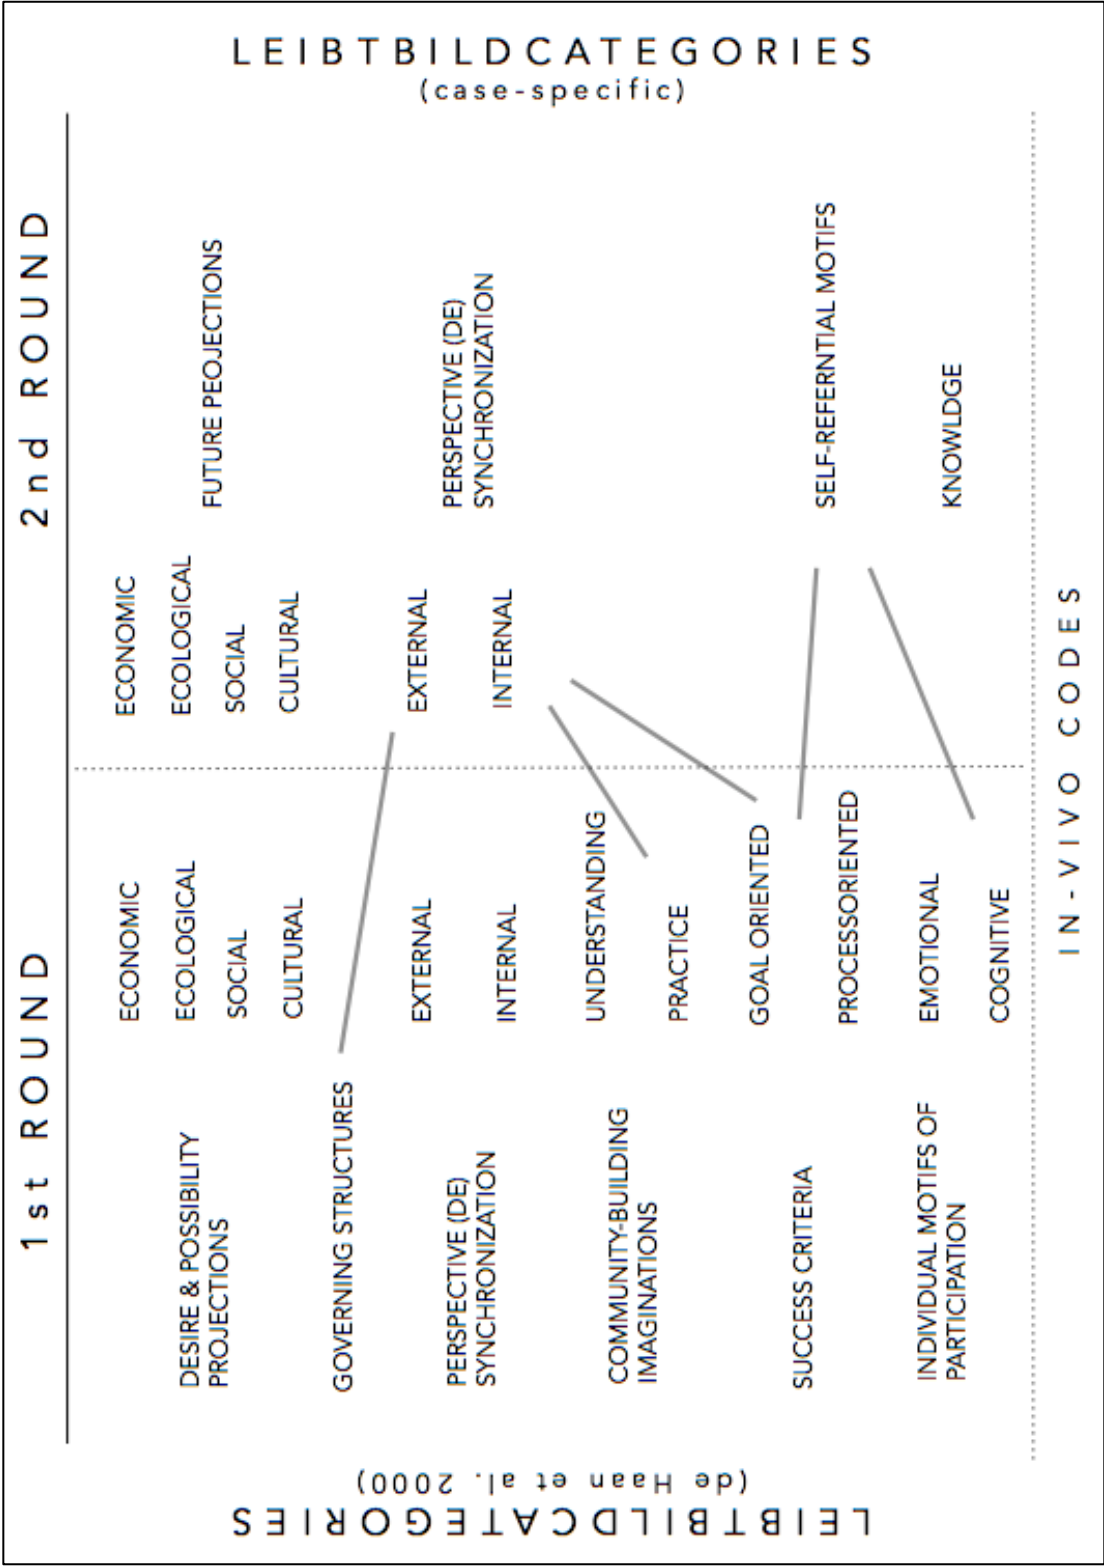 LEIBTBILDCATEGORIES
(de Haan et al. 2000)
1st ROUND
DESIRE & POSSIBILITY
PROJECTIONS
GOVERNING STRUCTURES
PERSPECTIVE (DE)
SYNCHRONIZATION
COMMUNITY-BUILDING
IMAGINATIONS
SUCCESS CRITERIA
INDIVIDUAL MOTIFS OF
PARTICIPATION
ECONOMIC
ECOLOGICAL
SOCIAL
CULTURAL
EXTERNAL
INTERNAL
UNDERSTANDING
PRACTICE
GOAL ORIENTED
PROCESSORIENTED
EMOTIONAL
COGNITIVE
2nd ROUND
ECONOMIC
ECOLOGICAL
SOCIAL
CULTURAL
EXTERNAL
INTERNAL
FUTURE PEOJECTIONS
PERSPECTIVE (DE)
SYNCHRONIZATION
SELF-REFERNTIAL MOTIFS
KNOWLDGE
LEIBTBILDCATEGORIES
(case-specific)
IN-VIVO CODES